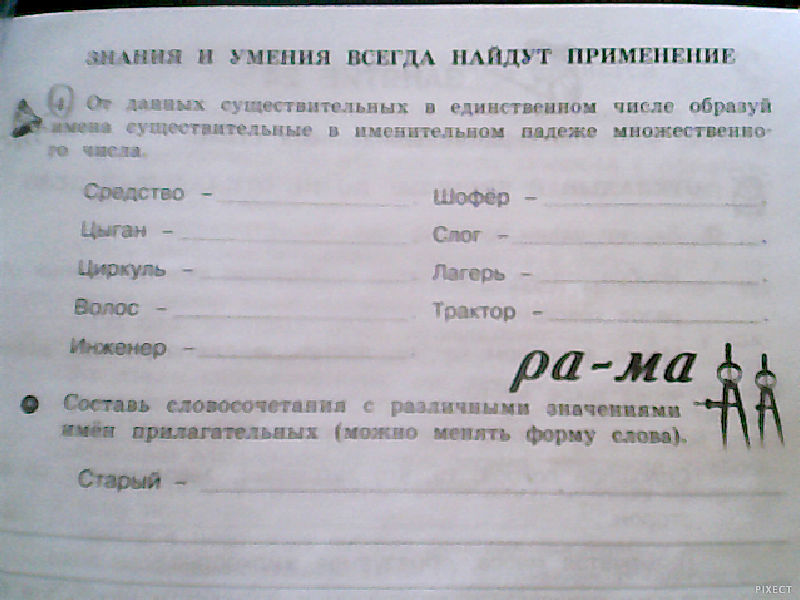 ЗНАНИЯ И УМЕНИЯ ВСЕГДА НАЙДУТ ПРИМЕНЕНИЕ
4 От данных существительных в единственном числе образуй
имена существительные в именительном падеже множественно-
го числа.
Средство –
Цыган –
Циркуль –
Волос –
Инженер –
Шофёр –
Слог –
Лагерь –
Трактор –
ра-ма
Составь словосочетания с различными значениями
имён прилагательных (можно менять форму слова).
Старый –
PIXECT